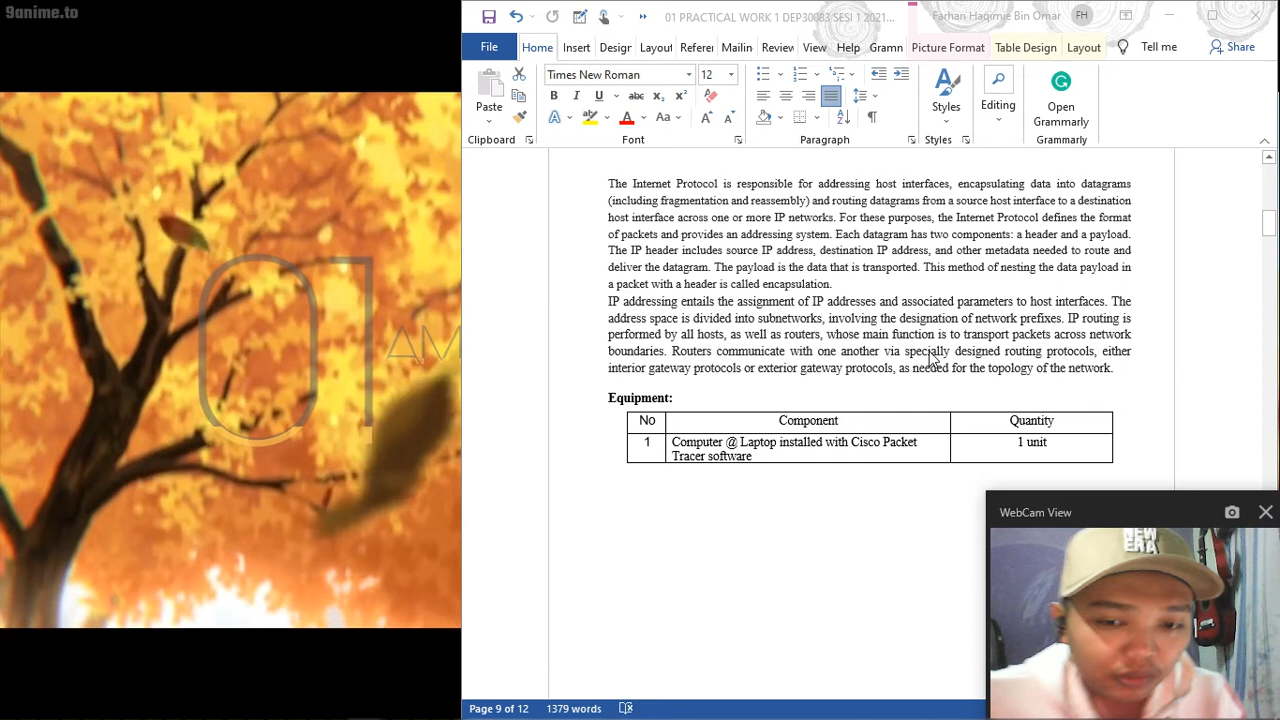 9anime.to
01
AM
01 PRACTICAL WORK 1 DEP30083 SESI 1 2021...
Farhan Haqimie Bin Omar
FH
File
Home
Insert
Design
Layout
Referen
Mailin
Review
View
Help
Gramn
Picture Format
Table Design
Layout
Tell me
Share
Paste
Times New Roman
12
Styles
Editing
Open
Grammarly
Clipboard
Font
Paragraph
Styles
Grammarly
The Internet Protocol is responsible for addressing host interfaces, encapsulating data into datagrams
(including fragmentation and reassembly) and routing datagrams from a source host interface to a destination
host interface across one or more IP networks. For these purposes, the Internet Protocol defines the format
of packets and provides an addressing system. Each datagram has two components: a header and a payload.
The IP header includes source IP address, destination IP address, and other metadata needed to route and
deliver the datagram. The payload is the data that is transported. This method of nesting the data payload in
a packet with a header is called encapsulation.
IP addressing entails the assignment of IP addresses and associated parameters to host interfaces. The
address space is divided into subnetworks, involving the designation of network prefixes. IP routing is
performed by all hosts, as well as routers, whose main function is to transport packets across network
boundaries. Routers communicate with one another via specially designed routing protocols, either
interior gateway protocols or exterior gateway protocols, as needed for the topology of the network.
Equipment:
No Component Quantity
1 Computer @ Laptop installed with Cisco Packet 1 unit
Tracer software
WebCam View
NEW
ERA
Page 9 of 12 1379 words